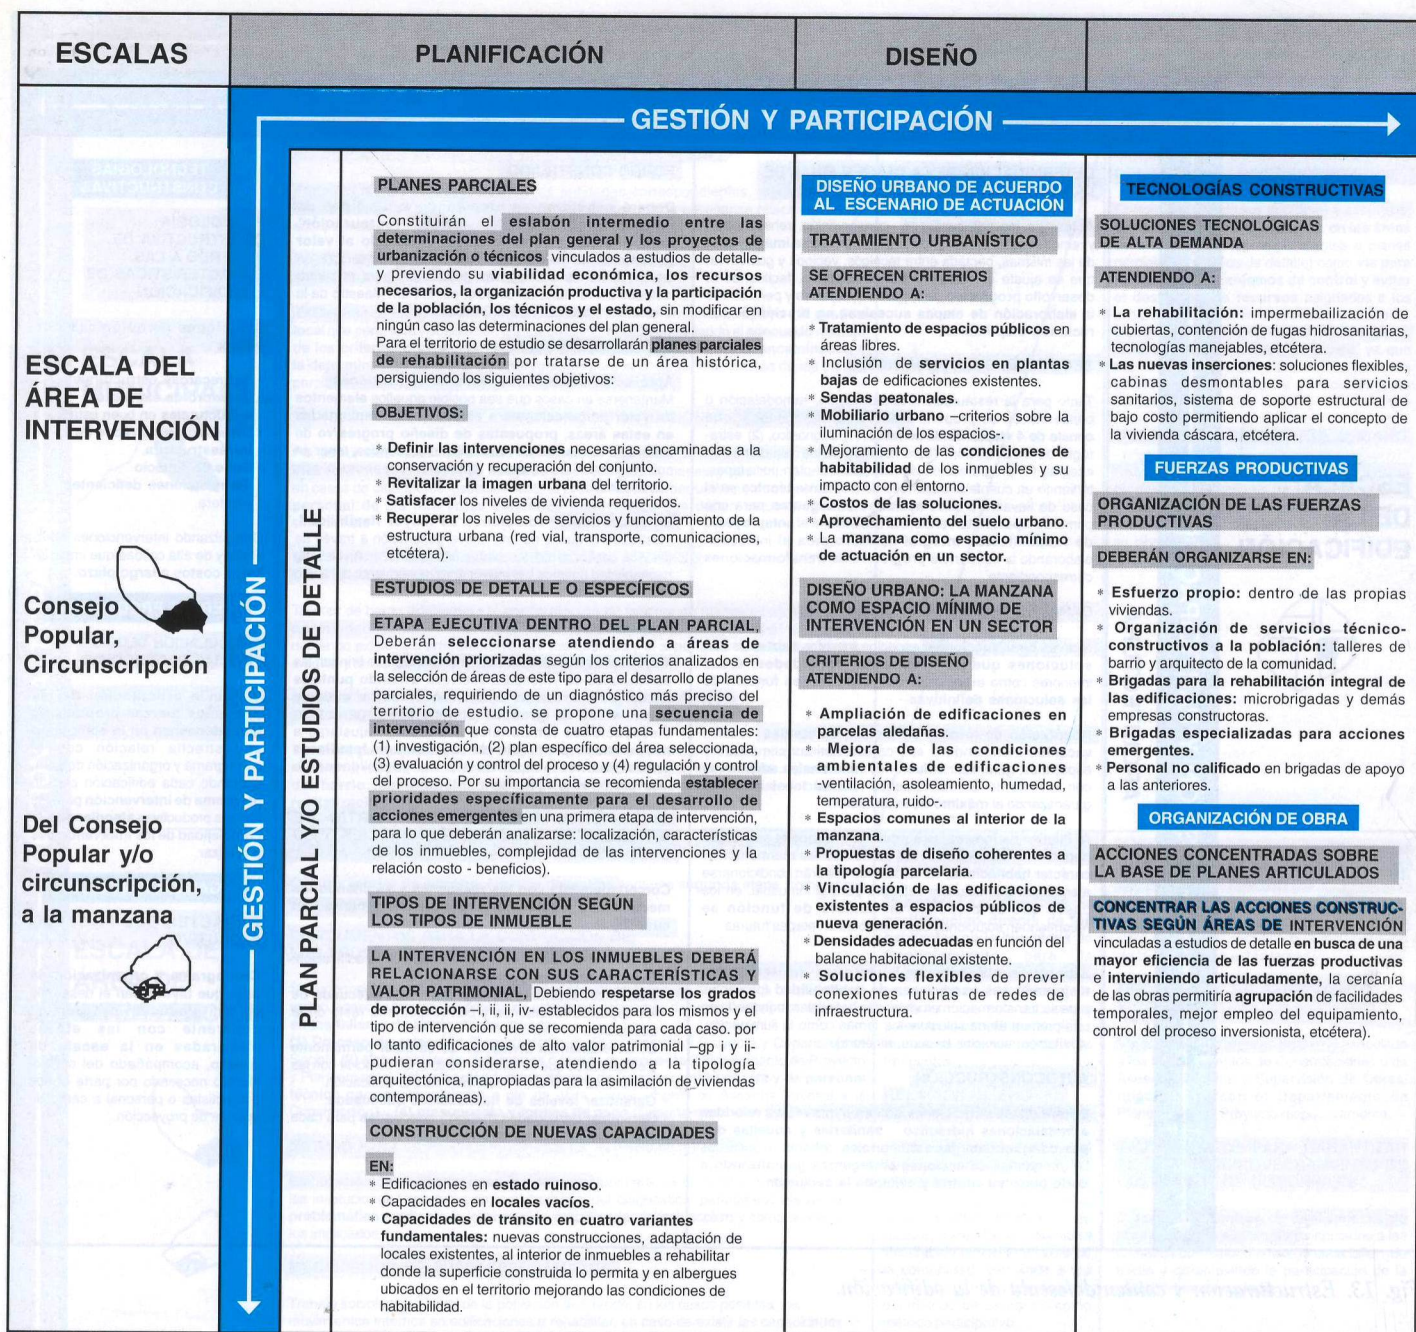 ESCALAS
PLANIFICACIÓN
DISEÑO
GESTIÓN Y PARTICIPACIÓN
ESCALA DEL
ÁREA DE
INTERVENCIÓN
Consejo
Popular,
Circunscripción
Del Consejo
Popular y/o
circunscripción,
a la manzana
GESTIÓN Y PARTICIPACIÓN
PLAN PARCIAL Y/O ESTUDIOS DE DETALLE
PLANES PARCIALES
Constituirán el eslabón intermedio entre las
determinaciones del plan general y los proyectos de
urbanización o técnicos vinculados a estudios de detalle-
y previendo su viabilidad económica, los recursos
necesarios, la organización productiva y la participación
de la población, los técnicos y el estado, sin modificar en
ningún caso las determinaciones del plan general.
Para el territorio de estudio se desarrollarán planes parciales
de rehabilitación por tratarse de un área histórica,
persiguiendo los siguientes objetivos:
OBJETIVOS:
* Definir las intervenciones necesarias encaminadas a la
conservación y recuperación del conjunto.
* Revitalizar la imagen urbana del territorio.
* Satisfacer los niveles de vivienda requeridos.
* Recuperar los niveles de servicios y funcionamiento de la
estructura urbana (red vial, transporte, comunicaciones,
etcétera).
ESTUDIOS DE DETALLE O ESPECÍFICOS
ETAPA EJECUTIVA DENTRO DEL PLAN PARCIAL.
Deberán seleccionarse atendiendo a áreas de
intervención priorizadas según los criterios analizados en
la selección de áreas de este tipo para el desarrollo de planes
parciales, requiriendo de un diagnóstico más preciso del
territorio de estudio. se propone una secuencia de
intervención que consta de cuatro etapas fundamentales:
(1) investigación, (2) plan específico del área seleccionada,
(3) evaluación y control del proceso y (4) regulación y control
del proceso. Por su importancia se recomienda establecer
prioridades específicamente para el desarrollo de
acciones emergentes en una primera etapa de intervención,
para lo que deberán analizarse: localización, características
de los inmuebles, complejidad de las intervenciones y la
relación costo - beneficios).
TIPOS DE INTERVENCIÓN SEGÚN
LOS TIPOS DE INMUEBLE
LA INTERVENCIÓN EN LOS INMUEBLES DEBERÁ
RELACIONARSE CON SUS CARACTERÍSTICAS Y
VALOR PATRIMONIAL. Debiendo respetarse los grados
de protección –i, ii, ii, iv- establecidos para los mismos y el
tipo de intervención que se recomienda para cada caso. por
lo tanto edificaciones de alto valor patrimonial –gp i y ii-
pudieran considerarse, atendiendo a la tipología
arquitectónica, inapropiadas para la asimilación de viviendas
contemporáneas).
CONSTRUCCIÓN DE NUEVAS CAPACIDADES
EN:
* Edificaciones en estado ruinoso.
* Capacidades en locales vacíos.
* Capacidades de tránsito en cuatro variantes
fundamentales: nuevas construcciones, adaptación de
locales existentes, al interior de inmuebles a rehabilitar
donde la superficie construida lo permita y en albergues
ubicados en el territorio mejorando las condiciones de
habitabilidad.
DISEÑO URBANO DE ACUERDO
AL ESCENARIO DE ACTUACIÓN
TRATAMIENTO URBANÍSTICO
SE OFRECEN CRITERIOS
ATENDIENDO A:
* Tratamiento de espacios públicos en
áreas libres.
* Inclusión de servicios en plantas
bajas de edificaciones existentes.
* Sendas peatonales.
* Mobiliario urbano –criterios sobre la
iluminación de los espacios-.
* Mejoramiento de las condiciones de
habitabilidad de los inmuebles y su
impacto con el entorno.
* Costos de las soluciones.
* Aprovechamiento del suelo urbano.
* La manzana como espacio mínimo
de actuación en un sector.
DISEÑO URBANO: LA MANZANA
COMO ESPACIO MÍNIMO DE
INTERVENCIÓN EN UN SECTOR
CRITERIOS DE DISEÑO
ATENDIENDO A:
* Ampliación de edificaciones en
parcelas aledañas.
* Mejora de las condiciones
ambientales de edificaciones
-ventilación, asoleamiento, humedad,
temperatura, ruido-.
* Espacios comunes al interior de la
manzana.
* Propuestas de diseño coherentes a
la tipología parcelaria.
* Vinculación de las edificaciones
existentes a espacios públicos de
nueva generación.
* Densidades adecuadas en función del
balance habitacional existente.
* Soluciones flexibles de prever
conexiones futuras de redes de
infraestructura.
TECNOLOGÍAS CONSTRUCTIVAS
SOLUCIONES TECNOLÓGICAS
DE ALTA DEMANDA
ATENDIENDO A:
* La rehabilitación: impermebailización de
cubiertas, contención de fugas hidrosanitarias,
tecnologías manejables, etcétera.
* Las nuevas inserciones: soluciones flexibles,
cabinas desmontables para servicios
sanitarios, sistema de soporte estructural de
bajo costo permitiendo aplicar el concepto de
la vivienda cáscara, etcétera.
FUERZAS PRODUCTIVAS
ORGANIZACIÓN DE LAS FUERZAS
PRODUCTIVAS
DEBERÁN ORGANIZARSE EN:
* Esfuerzo propio: dentro de las propias
viviendas.
* Organización de servicios técnico-
constructivos a la población: talleres de
barrio y arquitecto de la comunidad.
* Brigadas para la rehabilitación integral de
las edificaciones: microbrigadas y demás
empresas constructoras.
* Brigadas especializadas para acciones
emergentes.
* Personal no calificado en brigadas de apoyo
a las anteriores.
ORGANIZACIÓN DE OBRA
ACCIONES CONCENTRADAS SOBRE
LA BASE DE PLANES ARTICULADOS
CONCENTRAR LAS ACCIONES CONSTRUC-
TIVAS SEGÚN ÁREAS DE INTERVENCIÓN
vinculadas a estudios de detalle en busca de una
mayor eficiencia de las fuerzas productivas
e interviniendo articuladamente, la cercanía
de las obras permitiría agrupación de facilidades
temporales, mejor empleo del equipamiento,
control del proceso inversionista, etcétera).